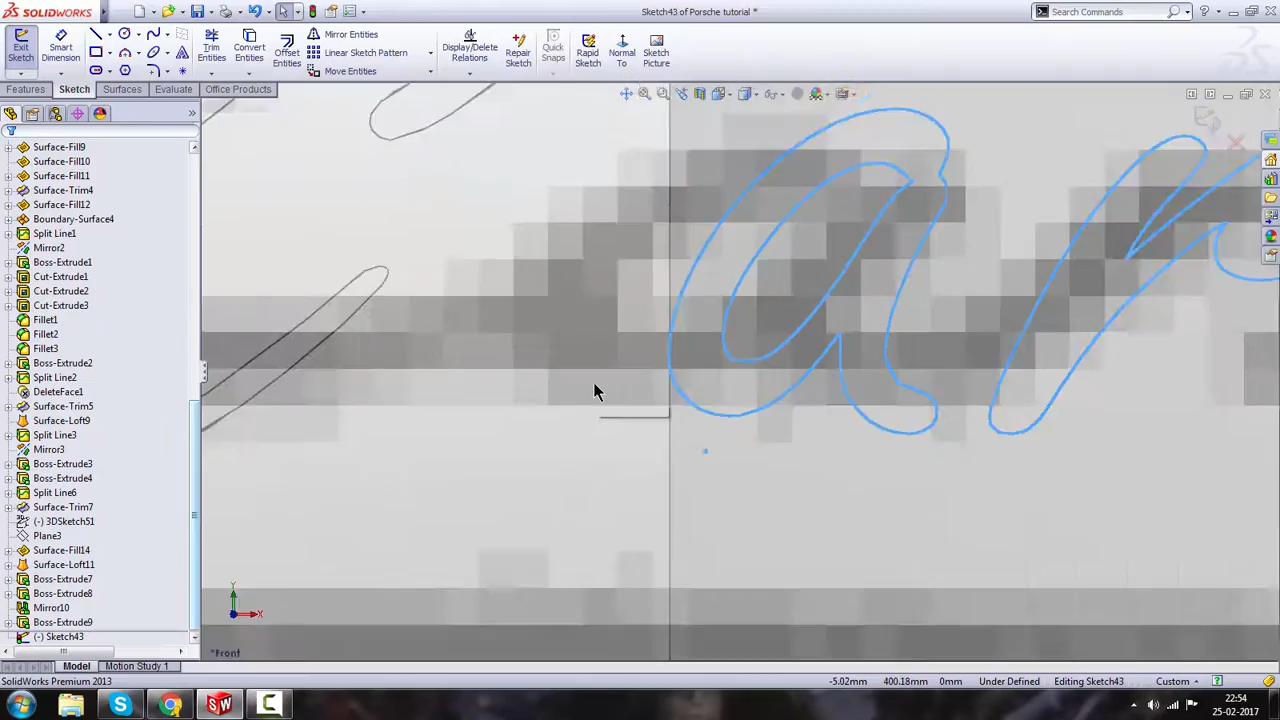 SOLIDWORKS
Sketch43 of Porsche tutorial *
Search Commands
Exit Sketch
Smart Dimension
Trim Entities
Convert Entities
Offset Entities
Mirror Entities
Linear Sketch Pattern
Move Entities
Display/Delete Relations
Repair Sketch
Quick Snaps
Rapid Sketch
Normal To
Sketch Picture
Features
Sketch
Surfaces
Evaluate
Office Products
Surface-Fill9
Surface-Fill10
Surface-Fill11
Surface-Trim4
Surface-Fill12
Boundary-Surface4
Split Line1
Mirror2
Boss-Extrude1
Cut-Extrude1
Cut-Extrude2
Cut-Extrude3
Fillet1
Fillet2
Fillet3
Boss-Extrude2
Split Line2
DeleteFace1
Surface-Trim5
Surface-Loft9
Split Line3
Mirror3
Boss-Extrude3
Boss-Extrude4
Split Line6
Surface-Trim7
(-) 3DSketch51
Plane3
Surface-Fill14
Surface-Loft11
Boss-Extrude7
Boss-Extrude8
Mirror10
Boss-Extrude9
(-) Sketch43
a
Y
X
*Front
Model
Motion Study 1
SolidWorks Premium 2013
-5.02mm
400.18mm
0mm
Under Defined
Editing Sketch43
Custom
22:54
25-02-2017